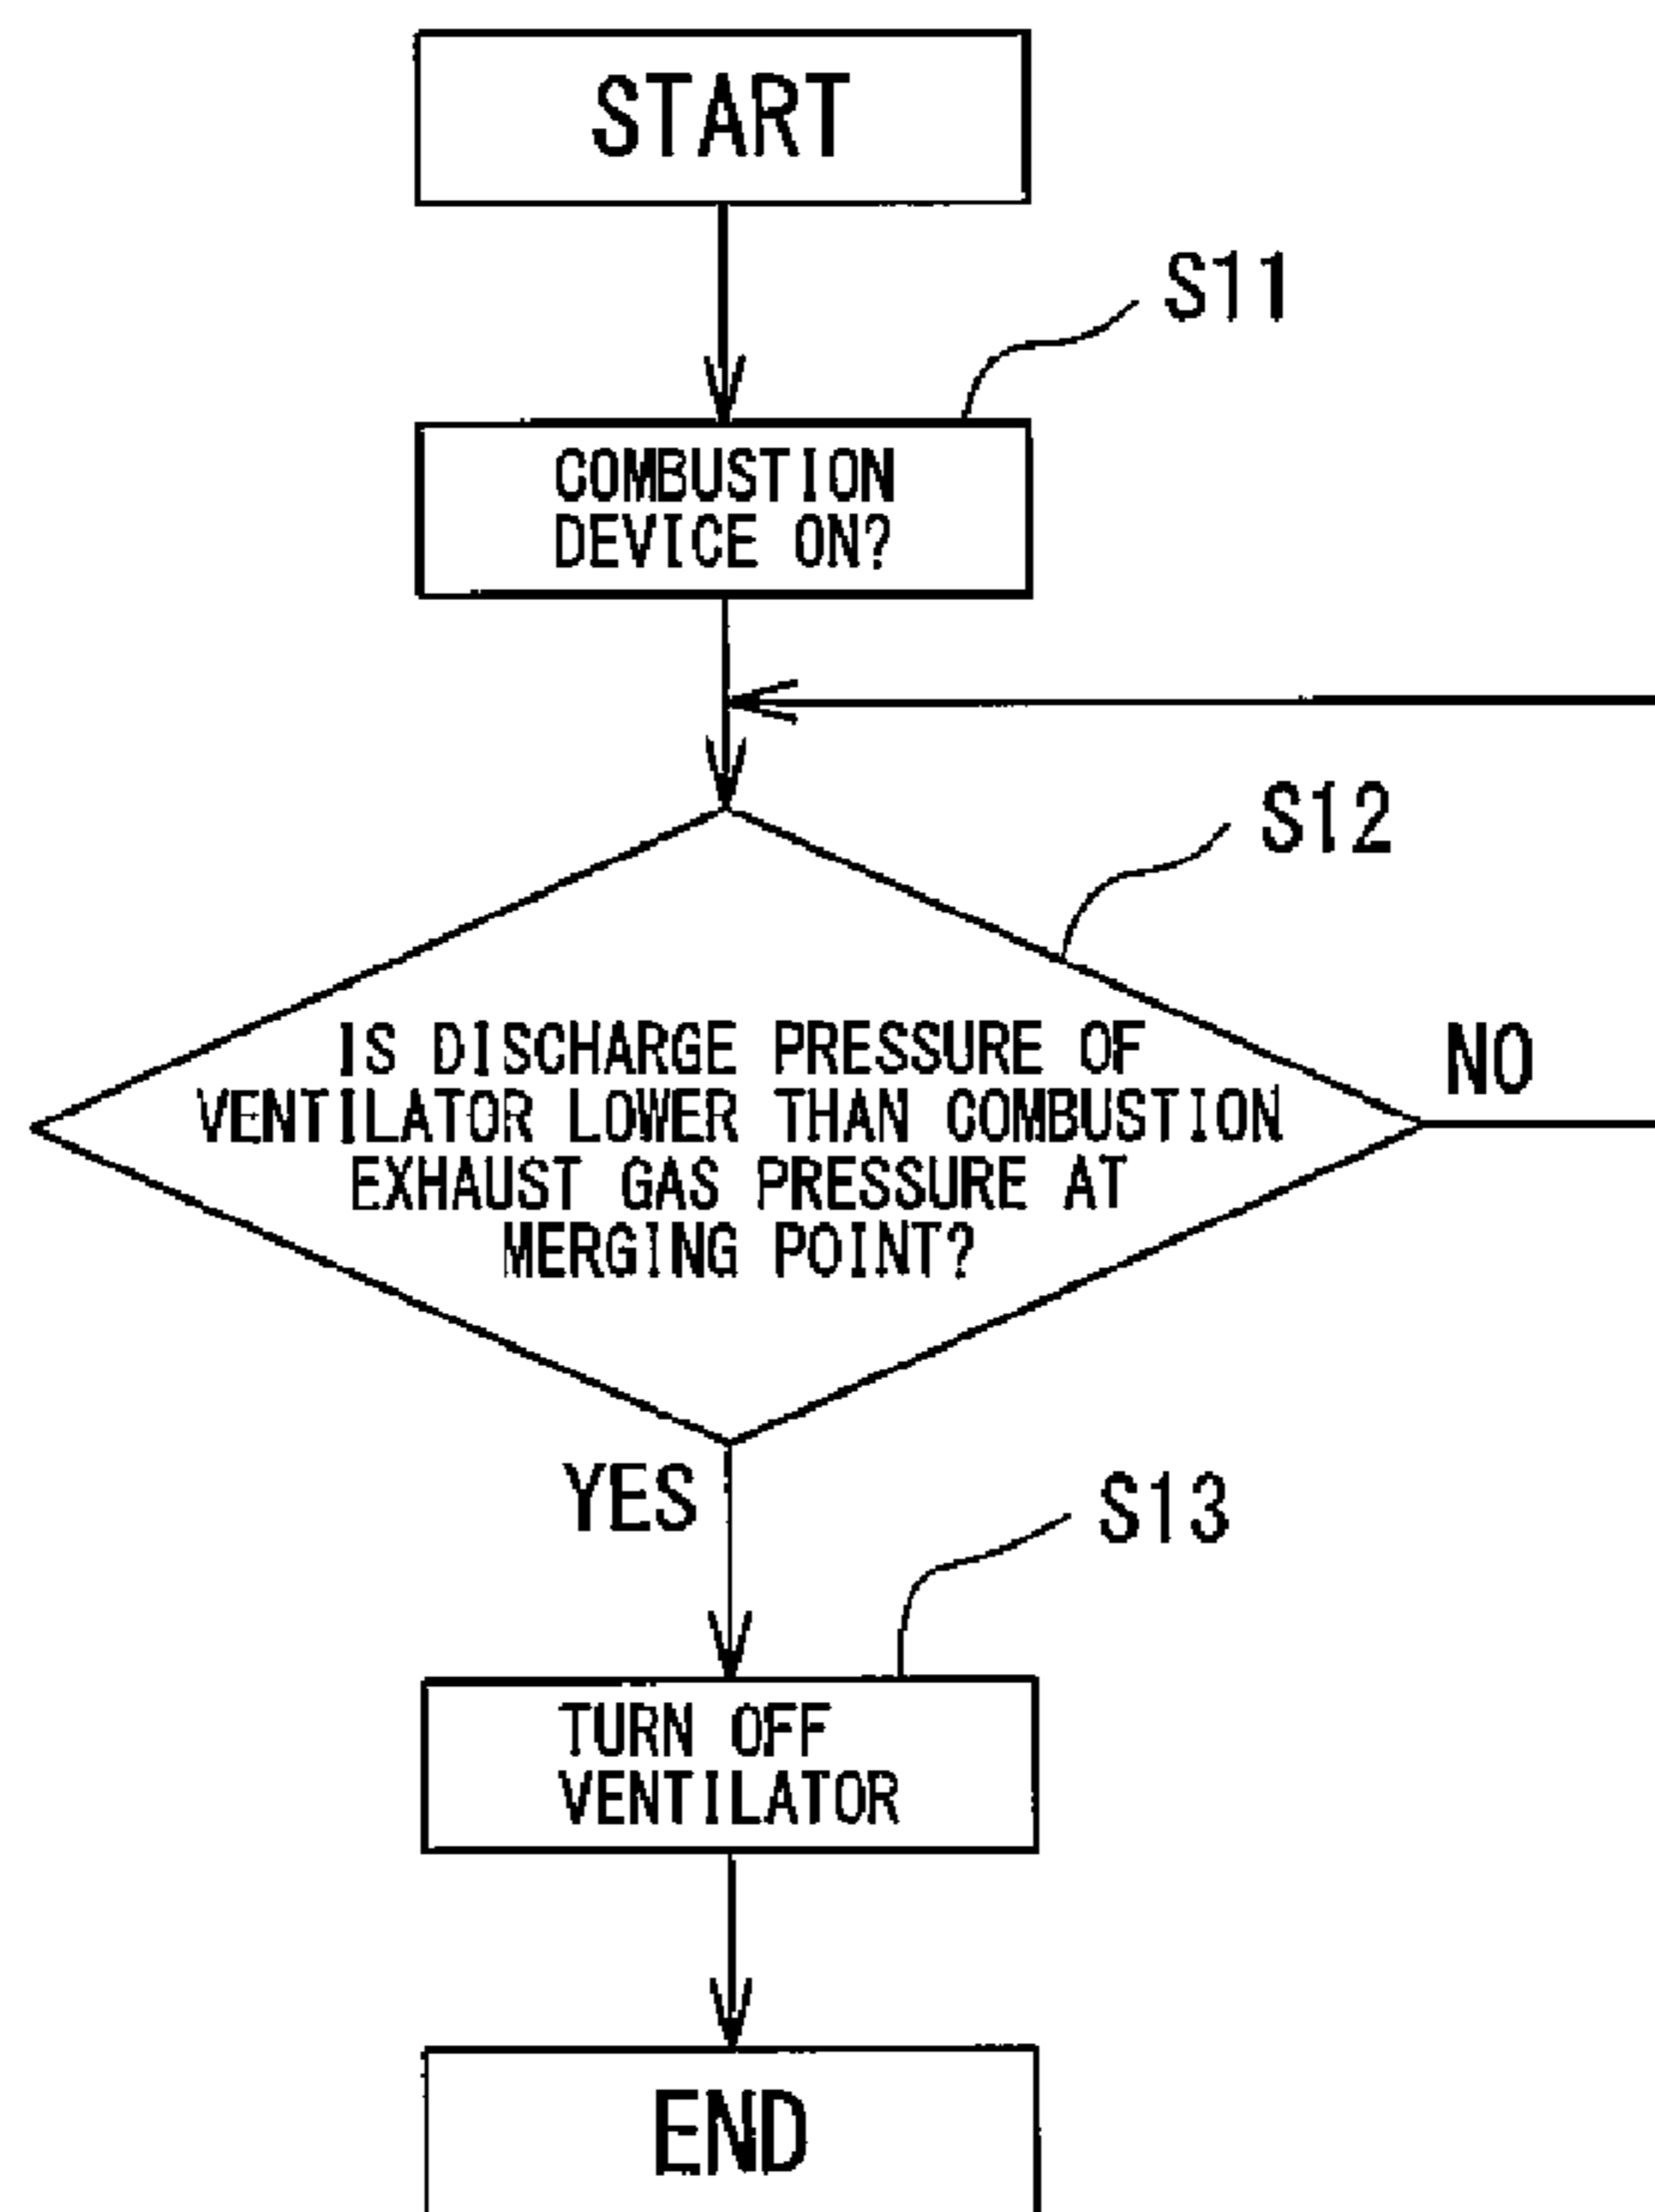 START
S11
COMBUSTION
DEVICE ON?
S12
IS DISCHARGE PRESSURE OF
VENTILATOR LOWER THAN COMBUSTION
EXHAUST GAS PRESSURE AT
MERGING POINT?
NO
YES
S13
TURN OFF
VENTILATOR
END